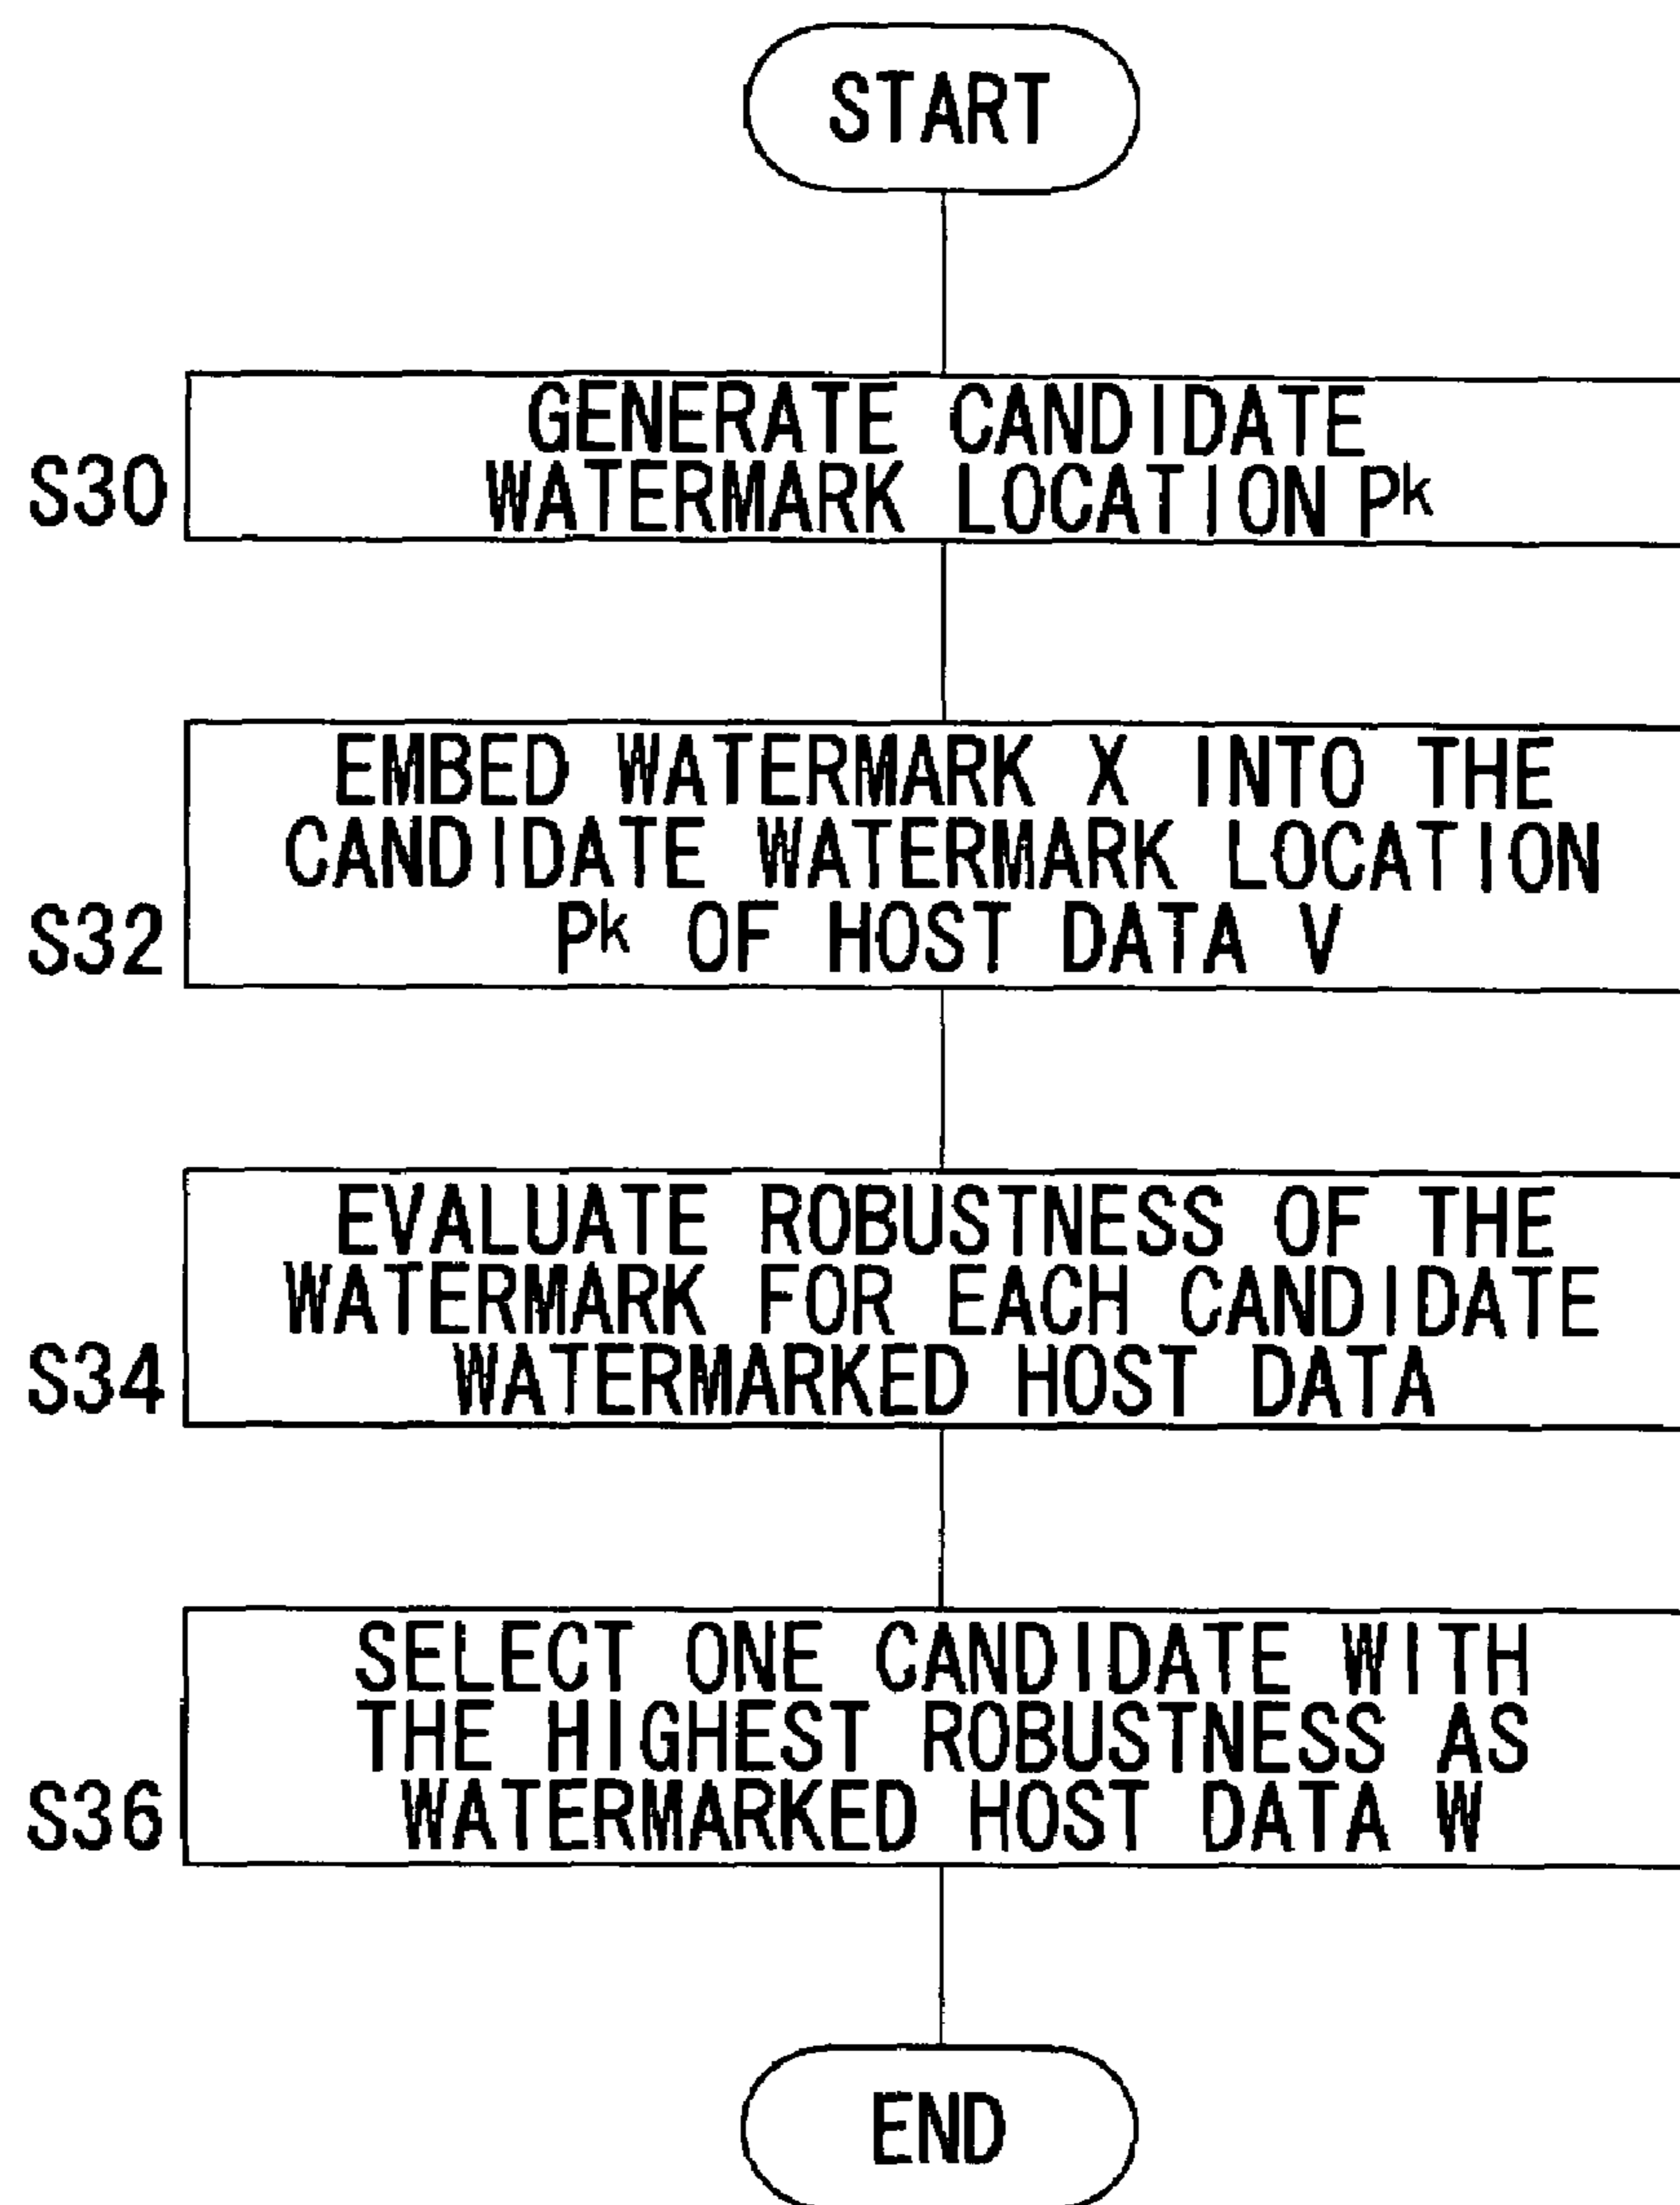 START
GENERATE CANDIDATE
WATERMARK LOCATION Pk
S30
EMBED WATERMARK X INTO THE
CANDIDATE WATERMARK LOCATION
Pk OF HOST DATA V
S32
EVALUATE ROBUSTNESS OF THE
WATERMARK FOR EACH CANDIDATE
WATERMARKED HOST DATA
S34
SELECT ONE CANDIDATE WITH
THE HIGHEST ROBUSTNESS AS
WATERMARKED HOST DATA W
S36
END